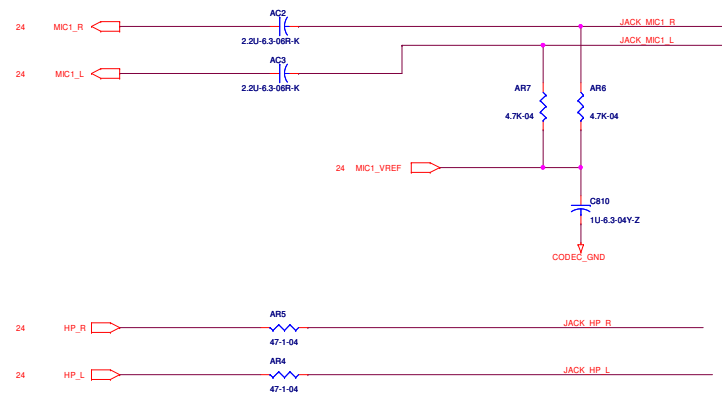 AC2
24 MIC1_R JACK_MIC1_R
2.2U-6.3-06R-K JACK_MIC1_L
AC3
24 MIC1_L
2.2U-6.3-06R-K
AR7 AR6
4.7K-04 4.7K-04
24 MIC1_VREF
C810
1U-6.3-04Y-Z
CODEC_GND
AR5
24 HP_R JACK_HP_R
47-1-04
AR4
24 HP_L JACK_HP_L
47-1-04